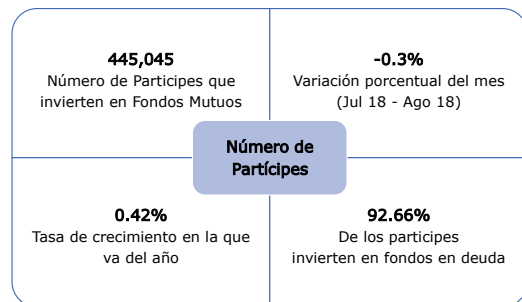 445,045
Número de Participes que
invierten en Fondos Mutuos
-0.3%
Variación porcentual del mes
(Jul 18 - Ago 18)
Número de
Partícipes
0.42%
Tasa de crecimiento en la que
va del año
92.66%
De los participes
invierten en fondos en deuda